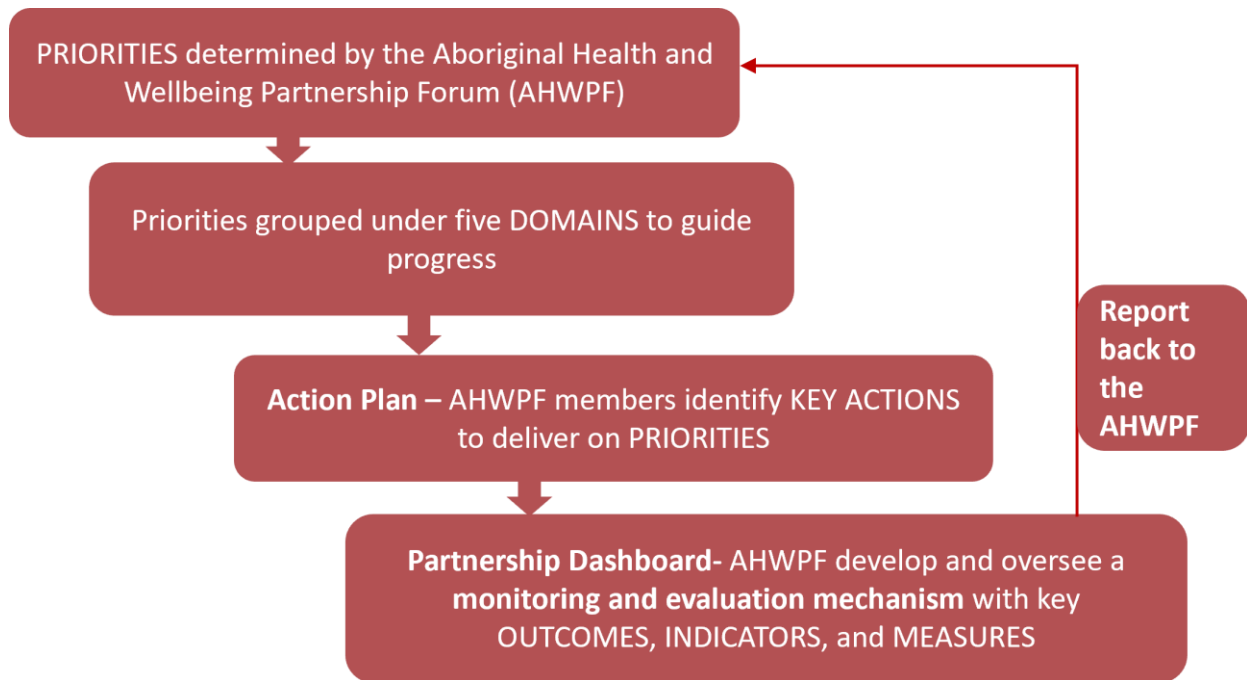 PRIORITIES determined by the Aboriginal Health and
Wellbeing Partnership Forum (AHWPF)
Priorities grouped under five DOMAINS to guide
progress
Action Plan – AHWPF members identify KEY ACTIONS
to deliver on PRIORITIES
Partnership Dashboard- AHWPF develop and oversee a
monitoring and evaluation mechanism with key
OUTCOMES, INDICATORS, and MEASURES
Report
back to
the
AHWPF